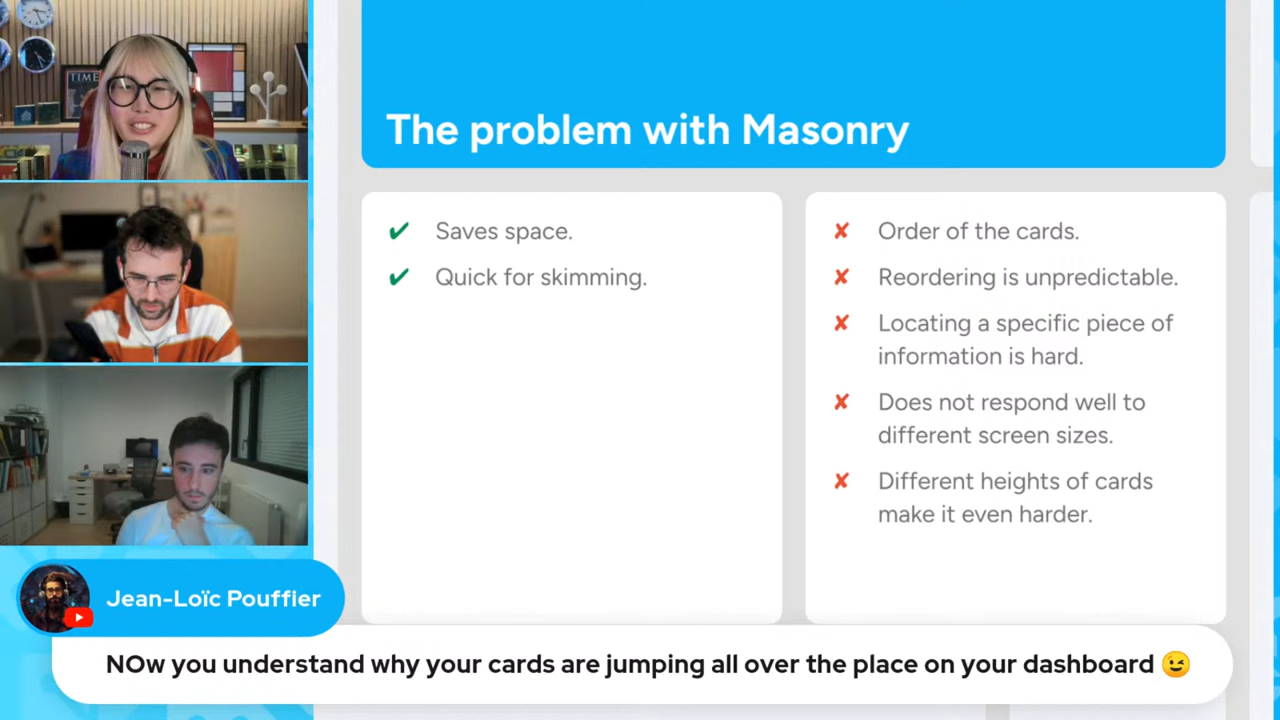 TIME
The problem with Masonry
✔ Saves space.
✔ Quick for skimming.
✘ Order of the cards.
✘ Reordering is unpredictable.
✘ Locating a specific piece of
information is hard.
✘ Does not respond well to
different screen sizes.
✘ Different heights of cards
make it even harder.
Jean-Loïc Pouffier
NOw you understand why your cards are jumping all over the place on your dashboard 😉